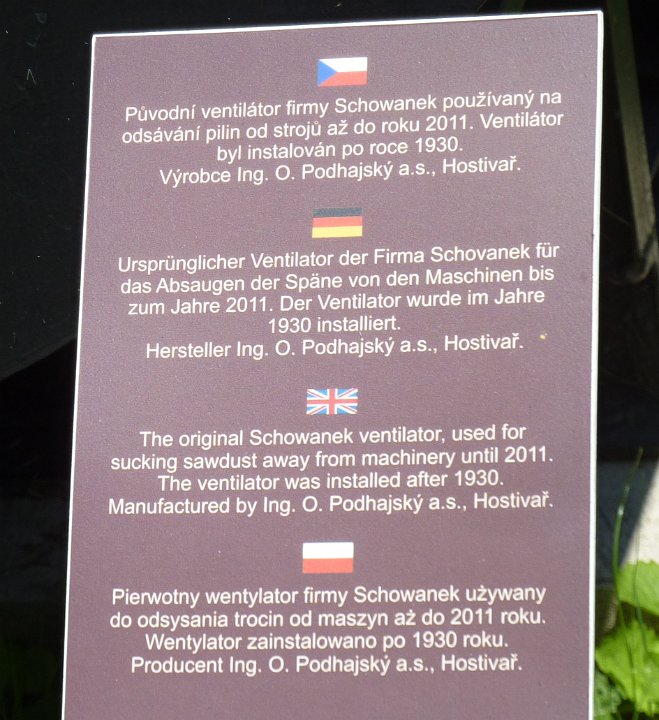 Původní ventilátor firmy Schowanek používaný na
odsávání pilin od strojů až do roku 2011. Ventilátor
byl instalován po roce 1930.
Výrobce Ing. O. Podhajský a.s., Hostivař.
Ursprünglicher Ventilator der Firma Schovanek für
das Absaugen der Späne von den Maschinen bis
zum Jahre 2011. Der Ventilator wurde im Jahre
1930 installiert.
Hersteller Ing. O. Podhajský a.s., Hostivař.
The original Schowanek ventilator, used for
sucking sawdust away from machinery until 2011.
The ventilator was installed after 1930.
Manufactured by Ing. O. Podhajský a.s., Hostivař.
Pierwotny wentylator firmy Schowanek używany
do odsysania trocin od maszyn aż do 2011 roku.
Wentylator zainstalowano po 1930 roku.
Producent Ing. O. Podhajský a.s., Hostivař.